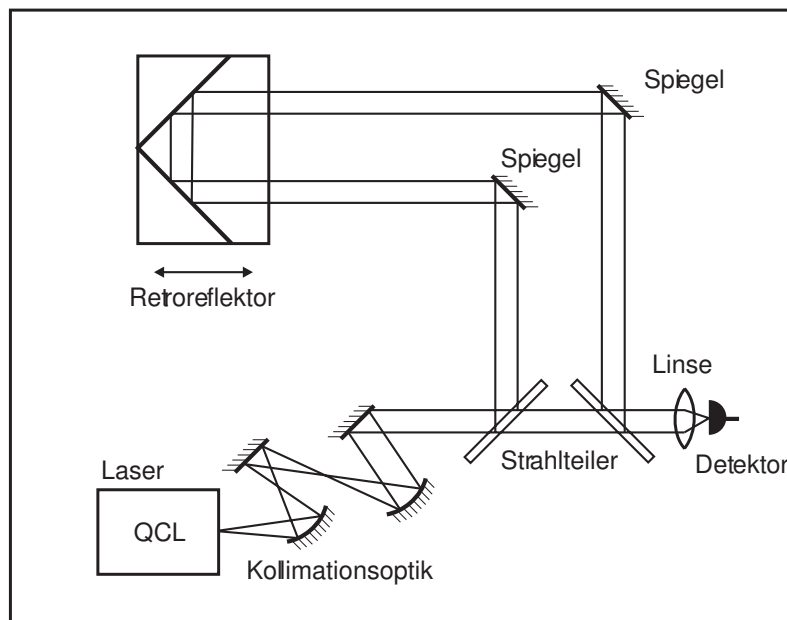 Spiegel
Spiegel
Retroreflektor
Linse
Strahlteiler
Detektor
Laser
QCL
Kollimationsoptik